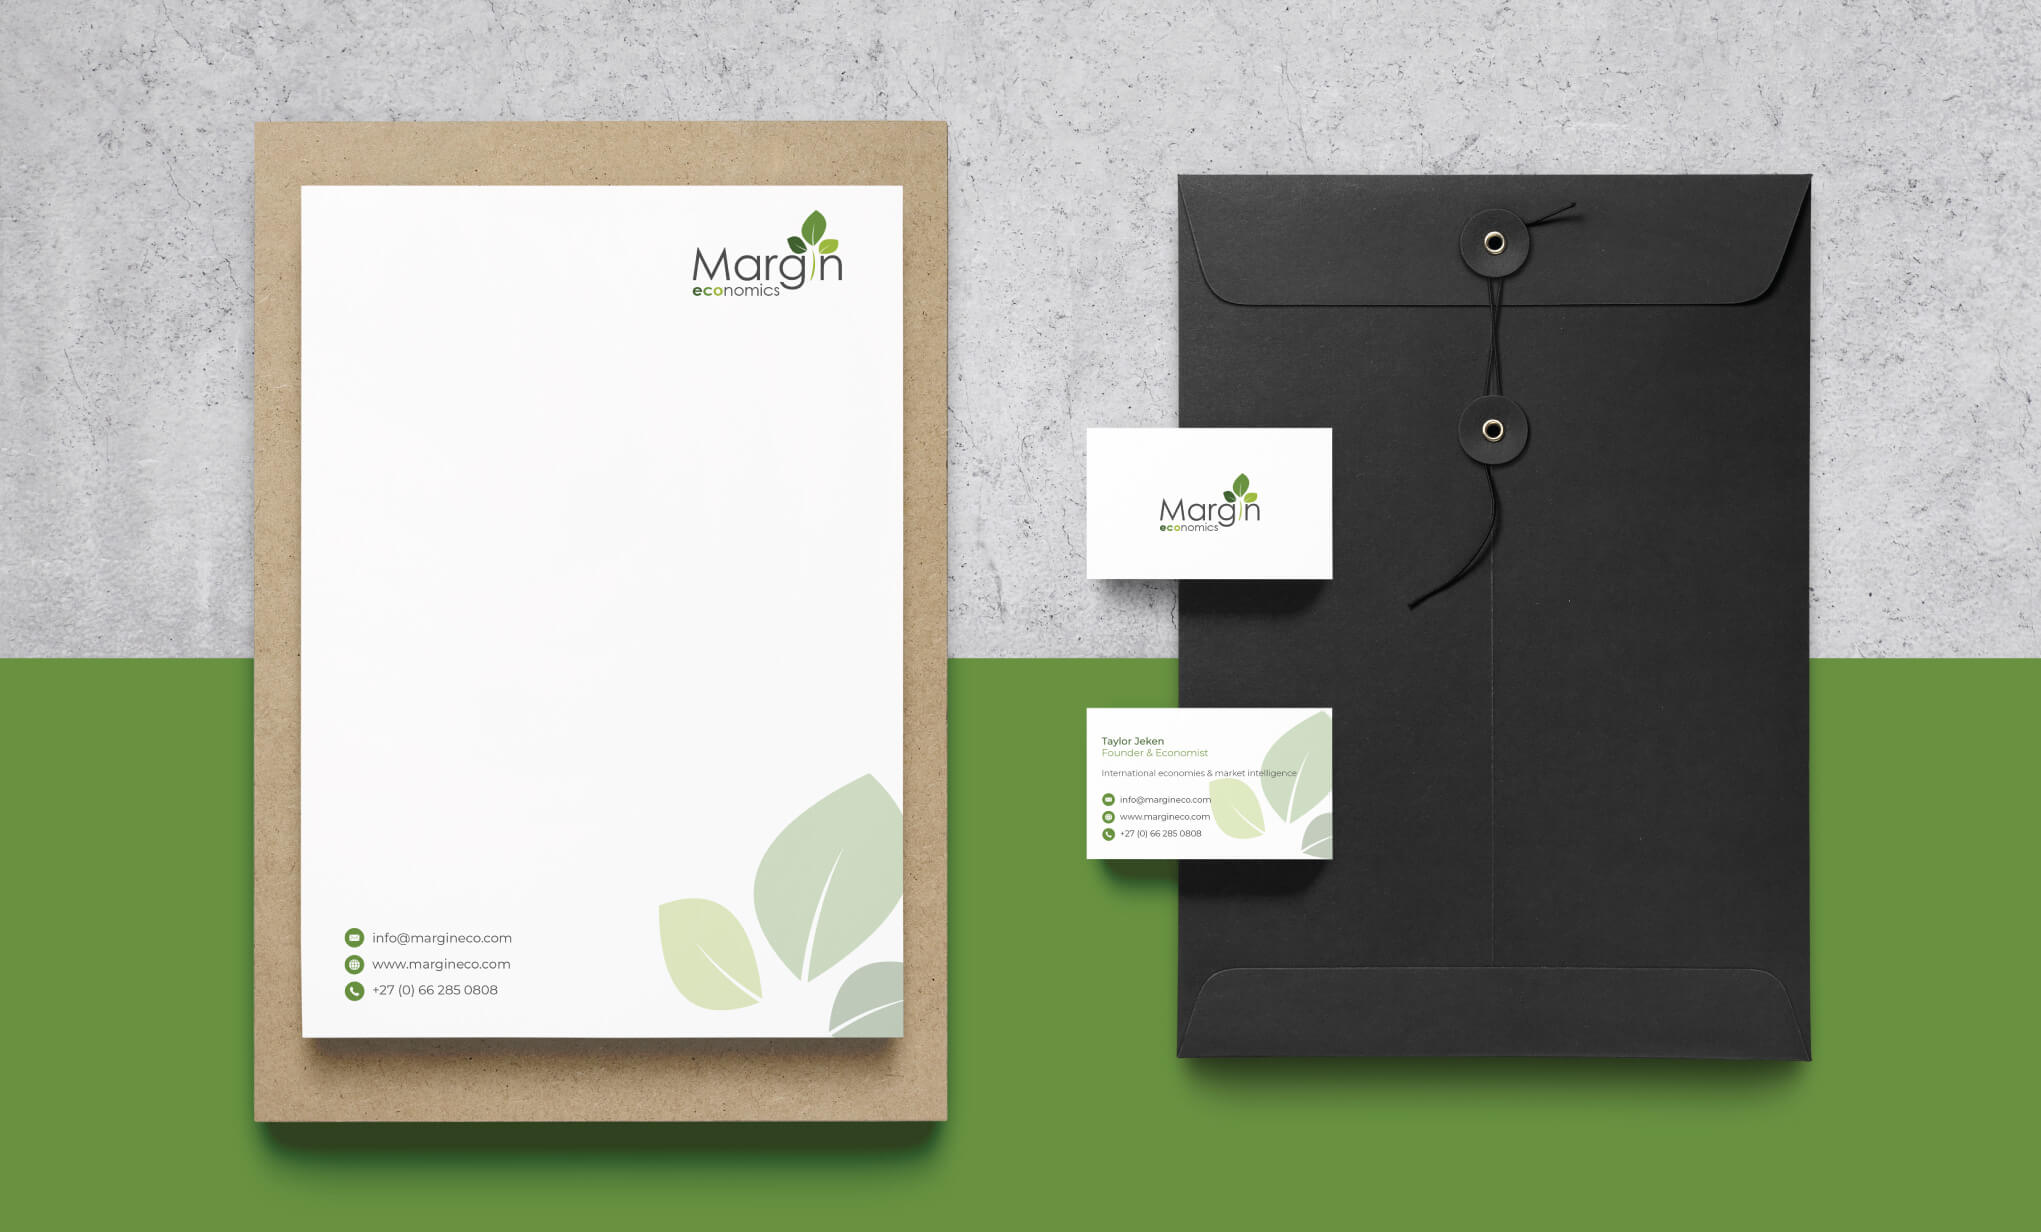 Margin
economics
info@margineco.com
www.margineco.com
+27 (0) 66 285 0808
Margin
economics
Taylor Jeken
Founder & Economist
International economies & market intelligence
info@margineco.com
www.margineco.com
+27 (0) 66 285 0808